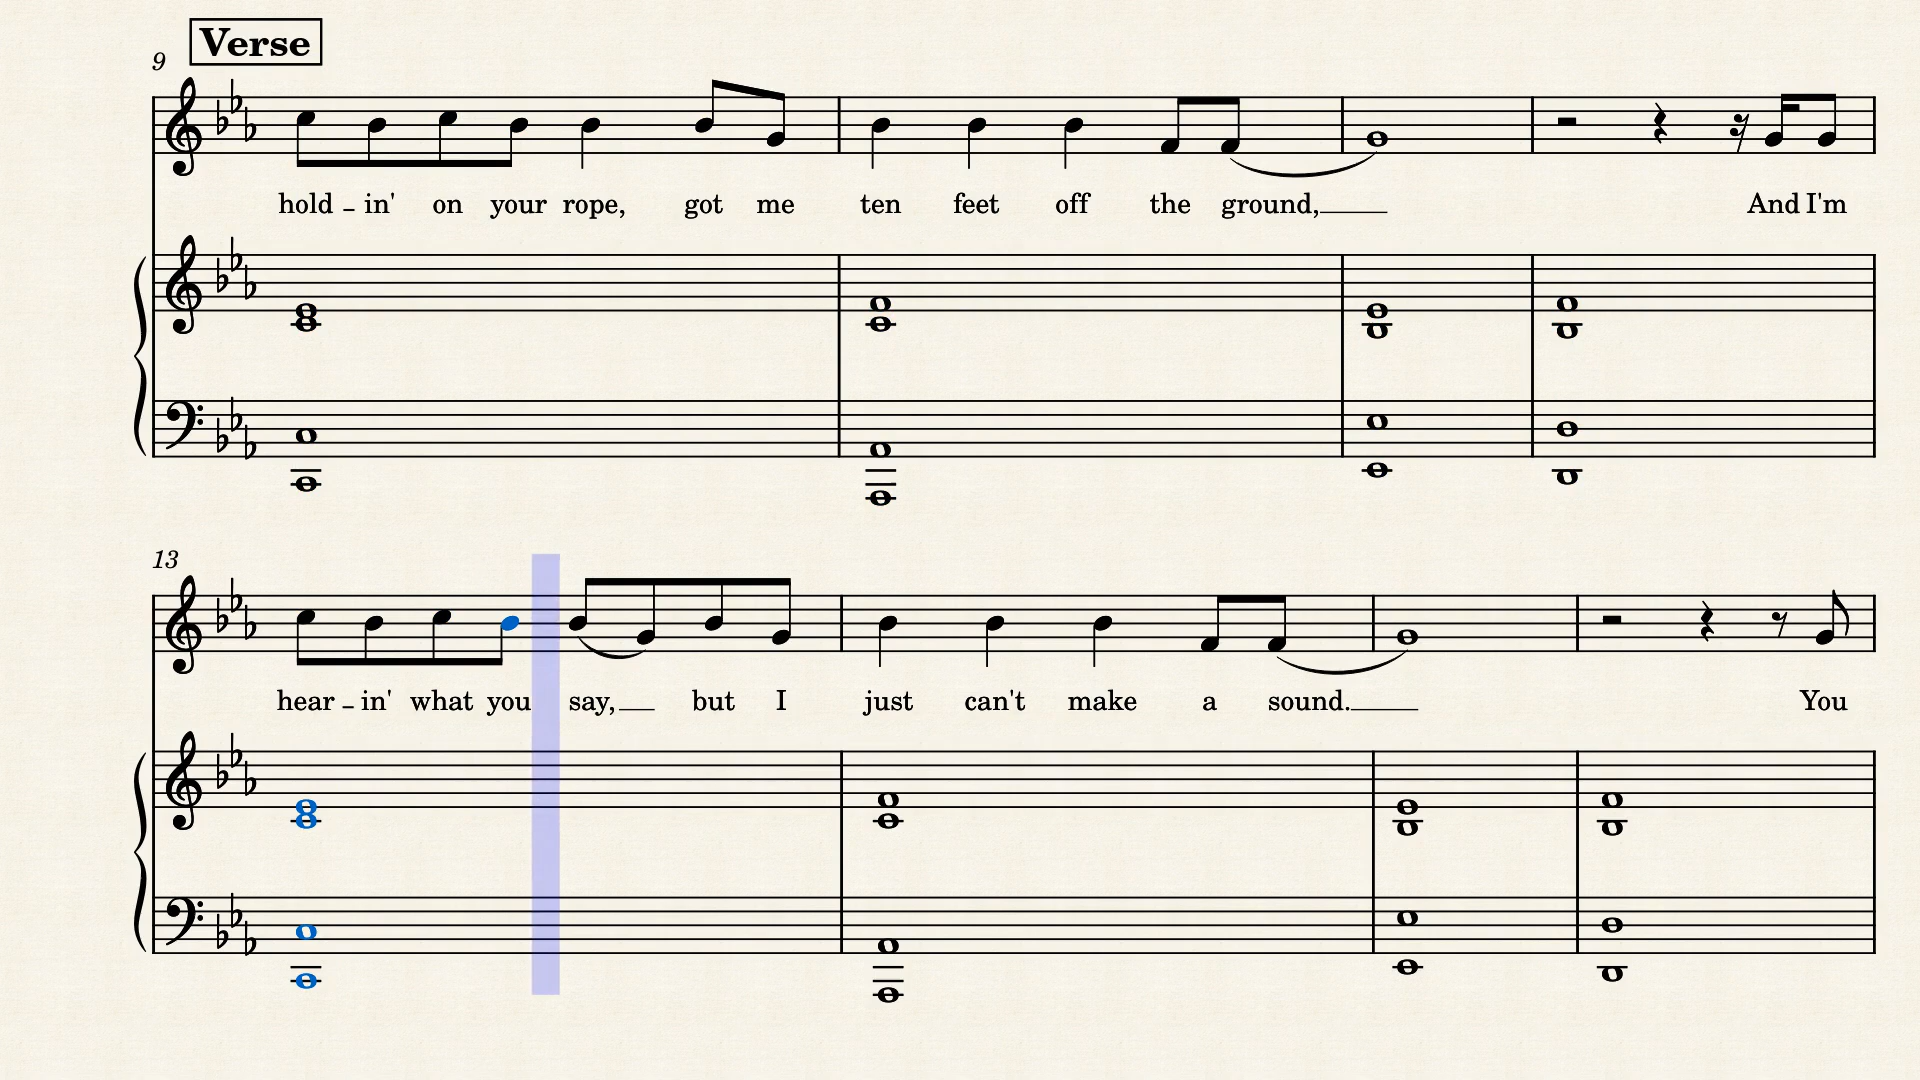 Verse
9
hold - in' on your rope, got me ten feet off the ground, And I'm
13
hear - in' what you say, but I just can't make a sound. You